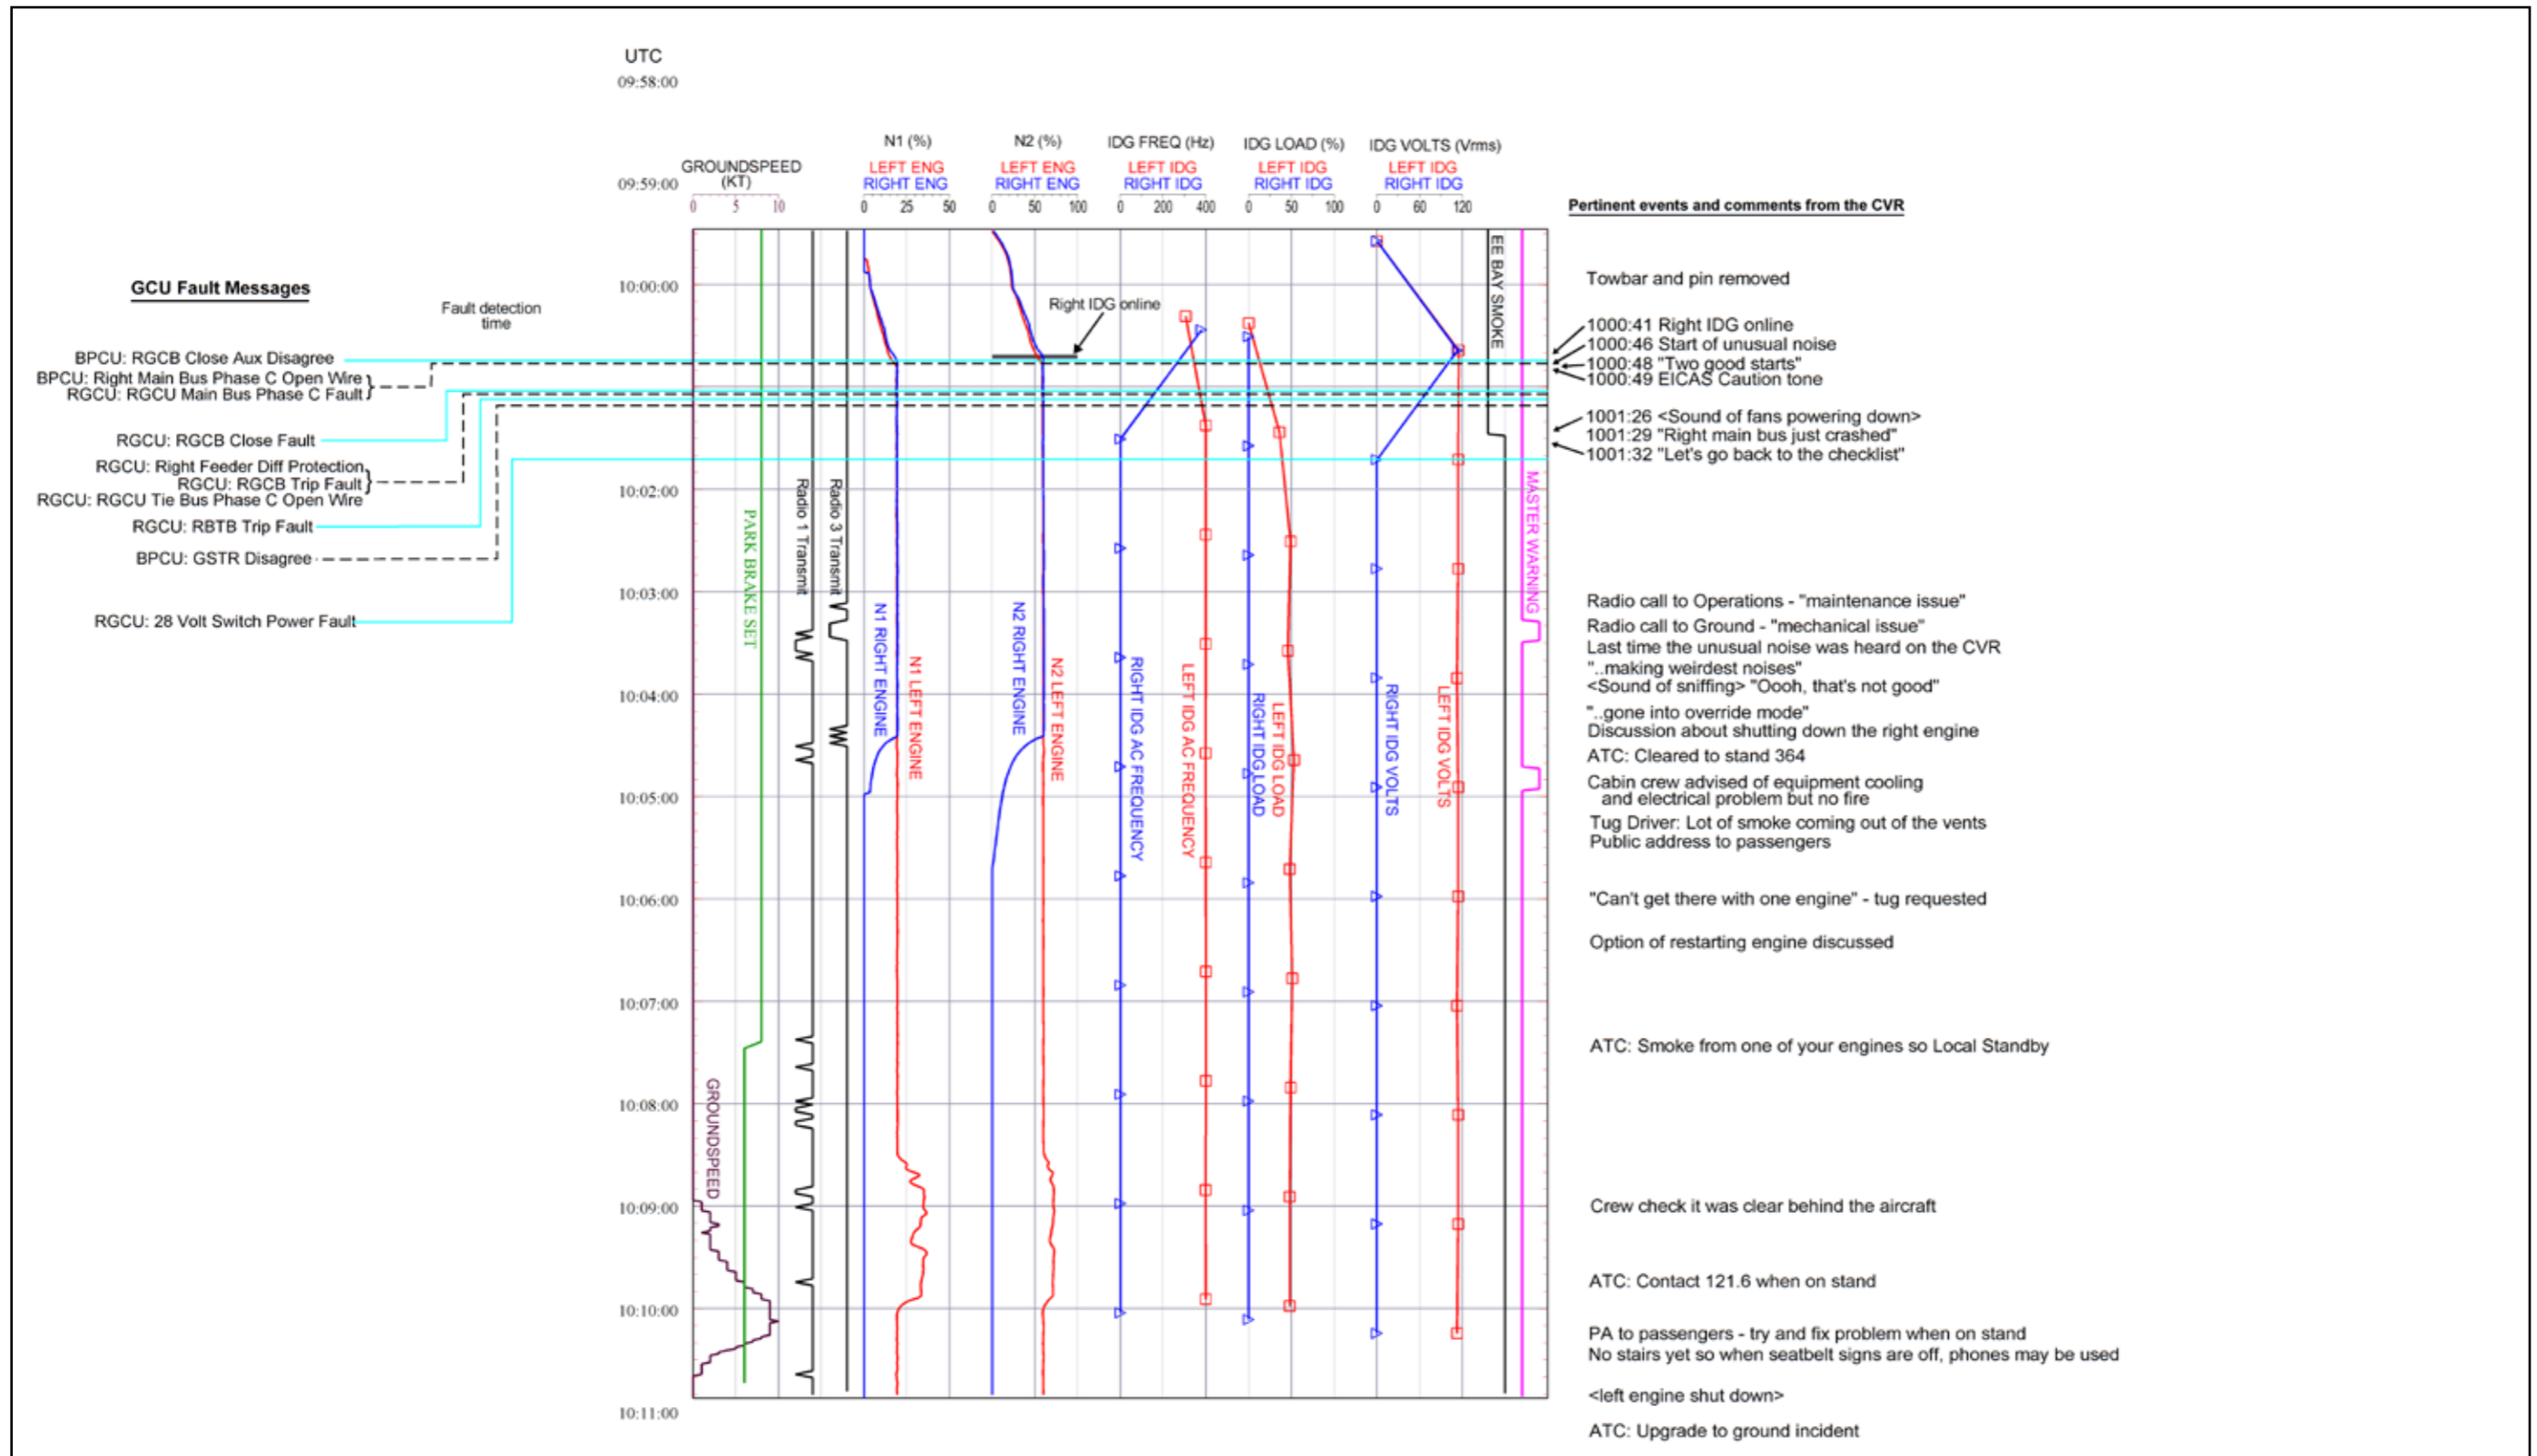 UTC
09:58:00
09:59:00
10:00:00
10:02:00
10:03:00
10:04:00
10:05:00
10:06:00
10:07:00
10:08:00
10:09:00
10:10:00
10:11:00
GROUNDSPEED
(KT)
0 5 10
N1 (%)
LEFT ENG
RIGHT ENG
0 25 50
N2 (%)
LEFT ENG
RIGHT ENG
0 50 100
IDG FREQ (Hz)
LEFT IDG
RIGHT IDG
0 200 400
IDG LOAD (%)
LEFT IDG
RIGHT IDG
0 50 100
IDG VOLTS (Vrms)
LEFT IDG
RIGHT IDG
0 60 120
GCU Fault Messages
Fault detection
time
BPCU: RGCB Close Aux Disagree
BPCU: Right Main Bus Phase C Open Wire
RGCU: RGCU Main Bus Phase C Fault
RGCU: RGCB Close Fault
RGCU: Right Feeder Diff Protection
RGCU: RGCB Trip Fault
RGCU: RGCU Tie Bus Phase C Open Wire
RGCU: RBTB Trip Fault
BPCU: GSTR Disagree
RGCU: 28 Volt Switch Power Fault
Right IDG online
GROUNDSPEED
PARK BRAKE SET
Radio 1 Transmit
Radio 3 Transmit
N1 RIGHT ENGINE
N1 LEFT ENGINE
N2 RIGHT ENGINE
N2 LEFT ENGINE
RIGHT IDG AC FREQUENCY
LEFT IDG AC FREQUENCY
RIGHT IDG LOAD
LEFT IDG LOAD
RIGHT IDG VOLTS
LEFT IDG VOLTS
EE BAY SMOKE
MASTER WARNING
Pertinent events and comments from the CVR
Towbar and pin removed
1000:41 Right IDG online
1000:46 Start of unusual noise
1000:48 "Two good starts"
1000:49 EICAS Caution tone
1001:26 <Sound of fans powering down>
1001:29 "Right main bus just crashed"
1001:32 "Let's go back to the checklist"
Radio call to Operations - "maintenance issue"
Radio call to Ground - "mechanical issue"
Last time the unusual noise was heard on the CVR
"..making weirdest noises"
<Sound of sniffing> "Oooh, that's not good"
"..gone into override mode"
Discussion about shutting down the right engine
ATC: Cleared to stand 364
Cabin crew advised of equipment cooling
and electrical problem but no fire
Tug Driver: Lot of smoke coming out of the vents
Public address to passengers
"Can't get there with one engine" - tug requested
Option of restarting engine discussed
ATC: Smoke from one of your engines so Local Standby
Crew check it was clear behind the aircraft
ATC: Contact 121.6 when on stand
PA to passengers - try and fix problem when on stand
No stairs yet so when seatbelt signs are off, phones may be used
<left engine shut down>
ATC: Upgrade to ground incident